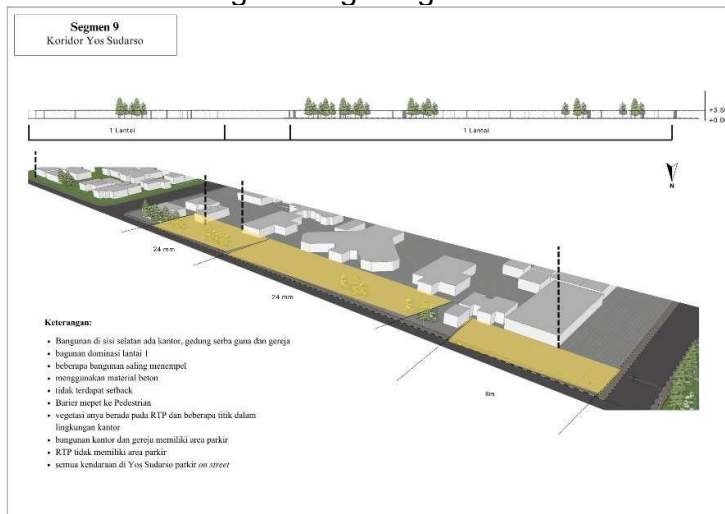 Segmen 9
Koridor Yos Sudarso
+3.50
+0.00
1 Lantai
1 Lantai
N
24 mm
24 mm
8m
Keterangan:
• Bangunan di sisi selatan ada kantor, gedung serba guna dan gereja
• bagunan dominasi lantai 1
• beberapa bangunan saling menempel
• menggunakan material beton
• tidak terdapat setback
• Barier mepet ke Pedestrian
• vegetasi anya berada pada RTP dan beberapa titik dalam
lingkungan kantor
• bangunan kantor dan gereja memiliki area parkir
• RTP tidak memiliki area parkir
• semua kendaraan di Yos Sudarso parkir on street